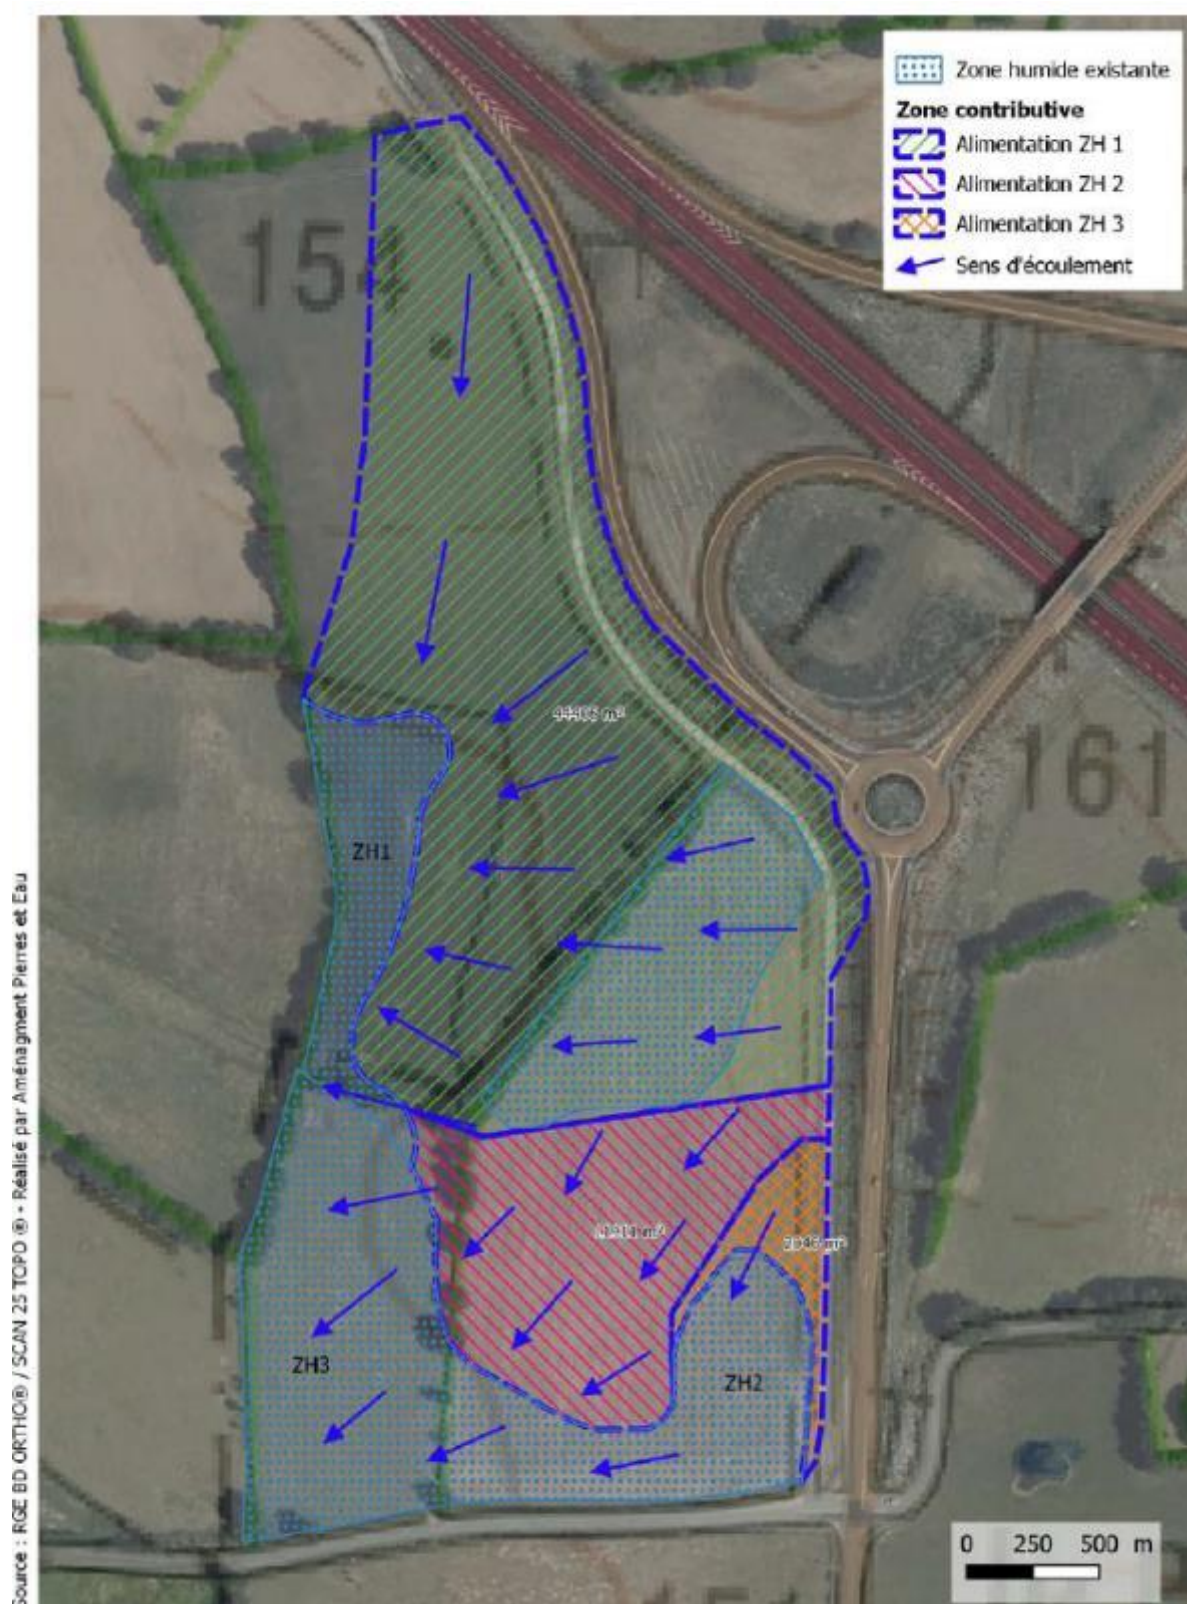 Zone humide existante
Zone contributive
Alimentation ZH 1
Alimentation ZH 2
Alimentation ZH 3
Sens d'écoulement
154
161
ZH1
ZH3
ZH2
0 250 500 m
Source : RGE BD ORTHO® / SCAN 25 TOPO ® - Réalisé par Aménagment Pierres et Eau